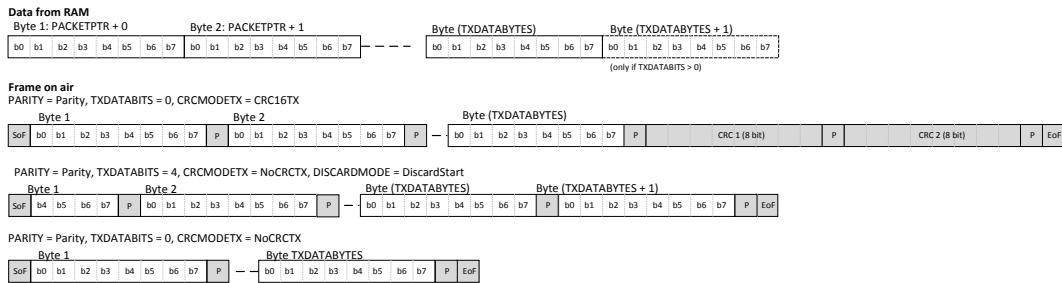 Data from RAM
Byte 1: PACKETPTR + 0 Byte 2: PACKETPTR + 1 Byte (TXDATABYTES) Byte (TXDATABYTES + 1)
b0 b1 b2 b3 b4 b5 b6 b7 b0 b1 b2 b3 b4 b5 b6 b7 b0 b1 b2 b3 b4 b5 b6 b7 b0 b1 b2 b3 b4 b5 b6 b7
(only if TXDATABITS > 0)
Frame on air
PARITY = Parity, TXDATABITS = 0, CRCMODETX = CRC16TX
Byte 1 Byte 2 Byte (TXDATABYTES)
SoF b0 b1 b2 b3 b4 b5 b6 b7 P b0 b1 b2 b3 b4 b5 b6 b7 P b0 b1 b2 b3 b4 b5 b6 b7 P CRC 1 (8 bit) P CRC 2 (8 bit) P EoF
PARITY = Parity, TXDATABITS = 4, CRCMODETX = NoCRCTX, DISCARDMODE = DiscardStart
Byte 1 Byte 2 Byte (TXDATABYTES) Byte (TXDATABYTES + 1)
SoF b4 b5 b6 b7 P b0 b1 b2 b3 b4 b5 b6 b7 P b0 b1 b2 b3 b4 b5 b6 b7 P b0 b1 b2 b3 b4 b5 b6 b7 P EoF
PARITY = Parity, TXDATABITS = 0, CRCMODETX = NoCRCTX
Byte 1 Byte TXDATABYTES
SoF b0 b1 b2 b3 b4 b5 b6 b7 P b0 b1 b2 b3 b4 b5 b6 b7 P EoF